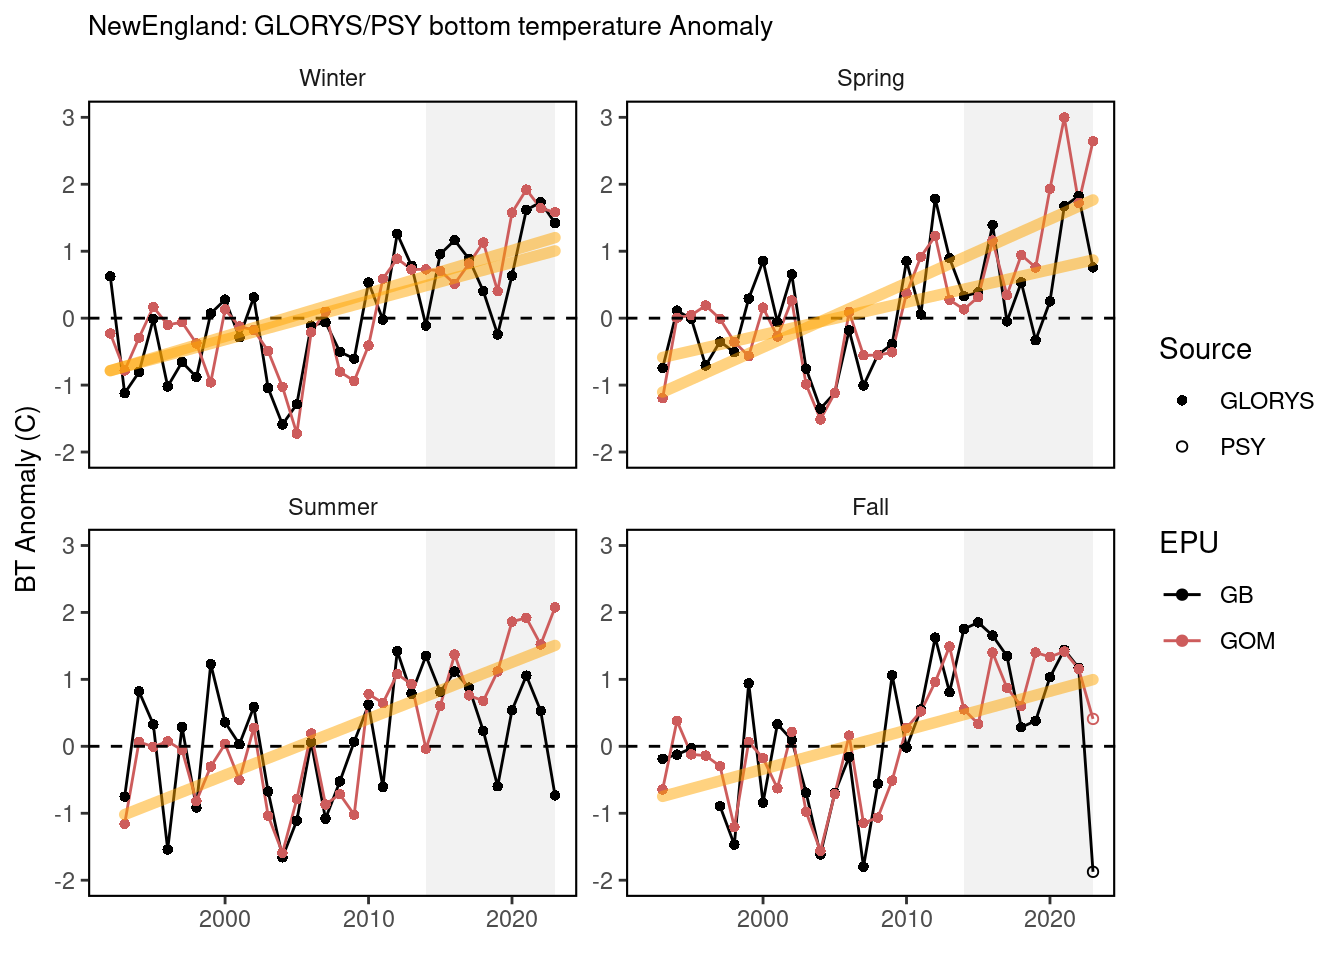 NewEngland: GLORYS/PSY bottom temperature Anomaly
Winter
Spring
3
2
1
0
-1
-2
3
2
1
0
-1
-2
Summer
Fall
3
2
1
0
-1
-2
3
2
1
0
-1
-2
2000
2010
2020
2000
2010
2020
BT Anomaly (C)
Source
GLORYS
PSY
EPU
GB
GOM